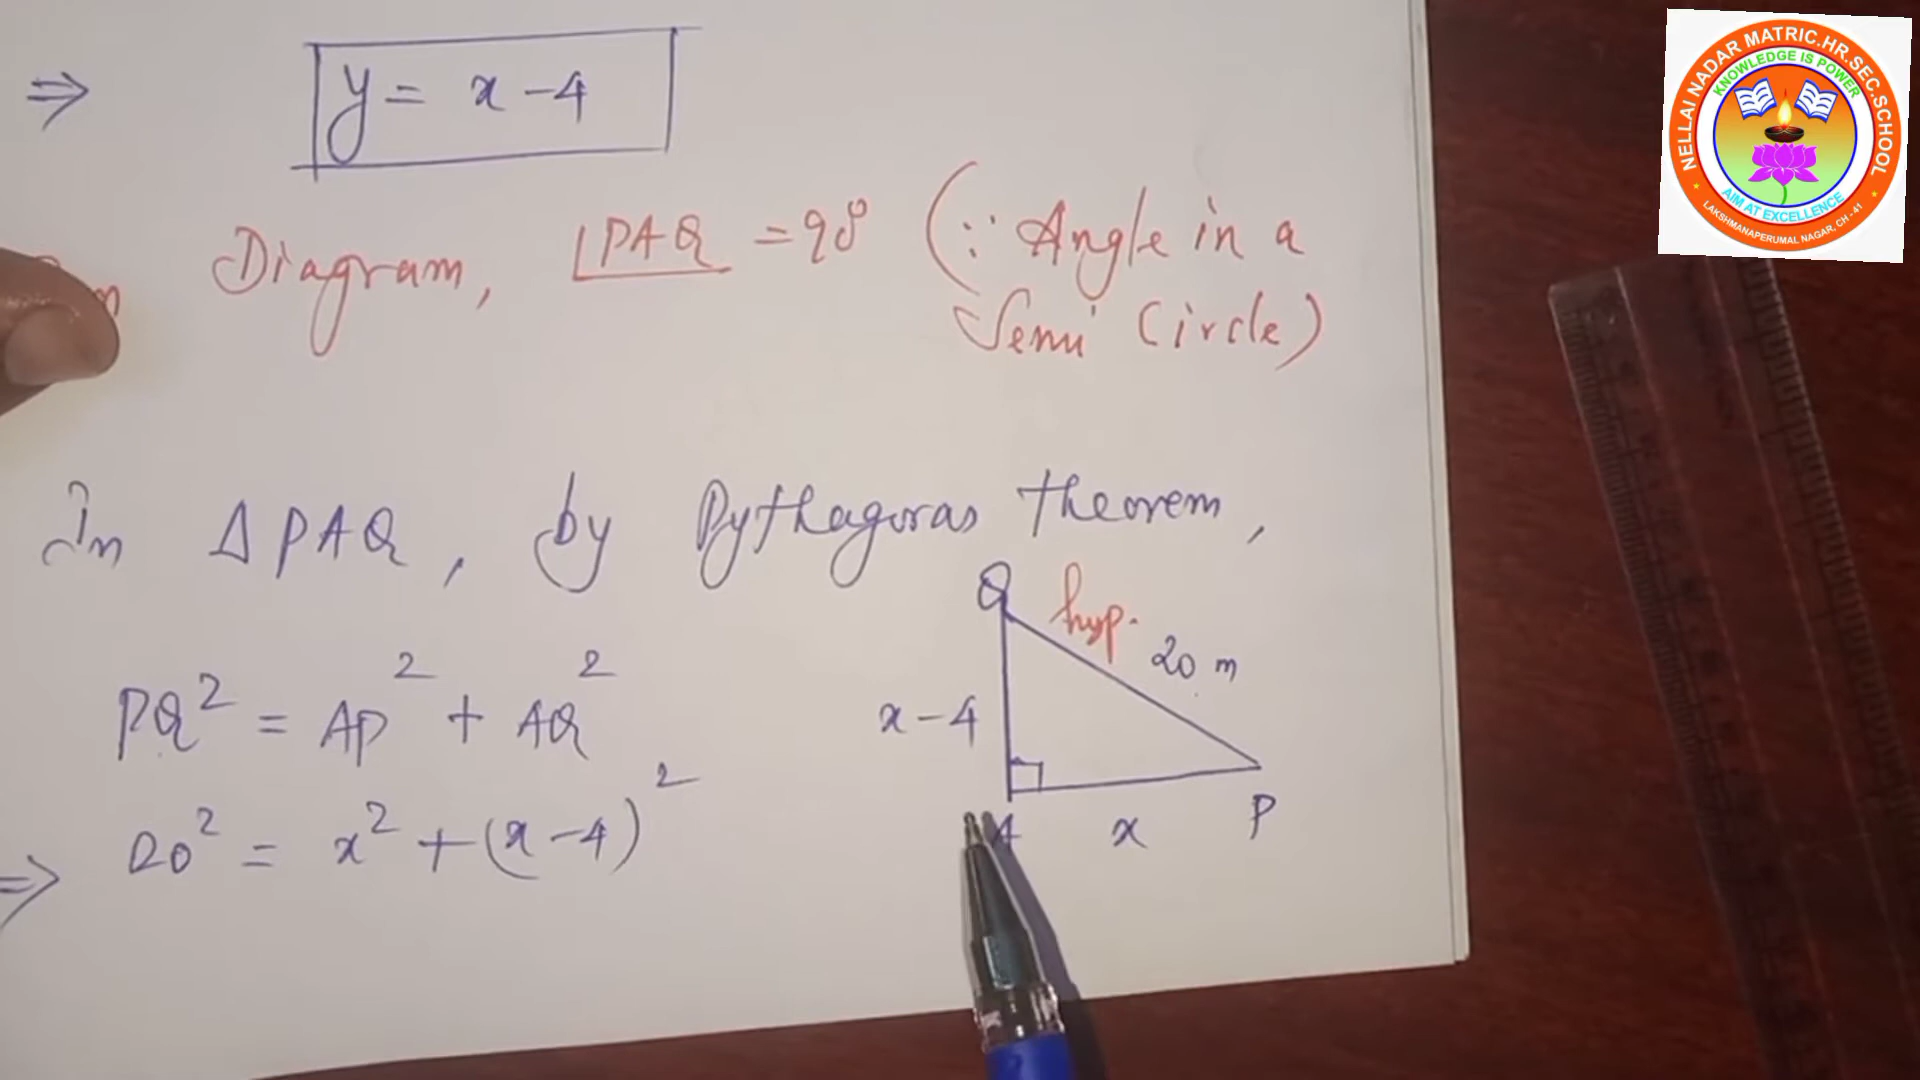 ⇒ y = x - 4
Diagram, ∠PAQ = 90° (∵ Angle in a
Semi Circle)
In ΔPAQ, by Pythagoras theorem,
PQ² = AP² + AQ²
⇒ 20² = x² + (x - 4)²
Q
hyp.
20 m
x - 4
A
x
P
NELLAI NADAR MATRIC.HR.SEC.SCHOOL
KNOWLEDGE IS POWER
AIM AT EXCELLENCE
LAKSHMANAPERUMAL NAGAR, CH - 41